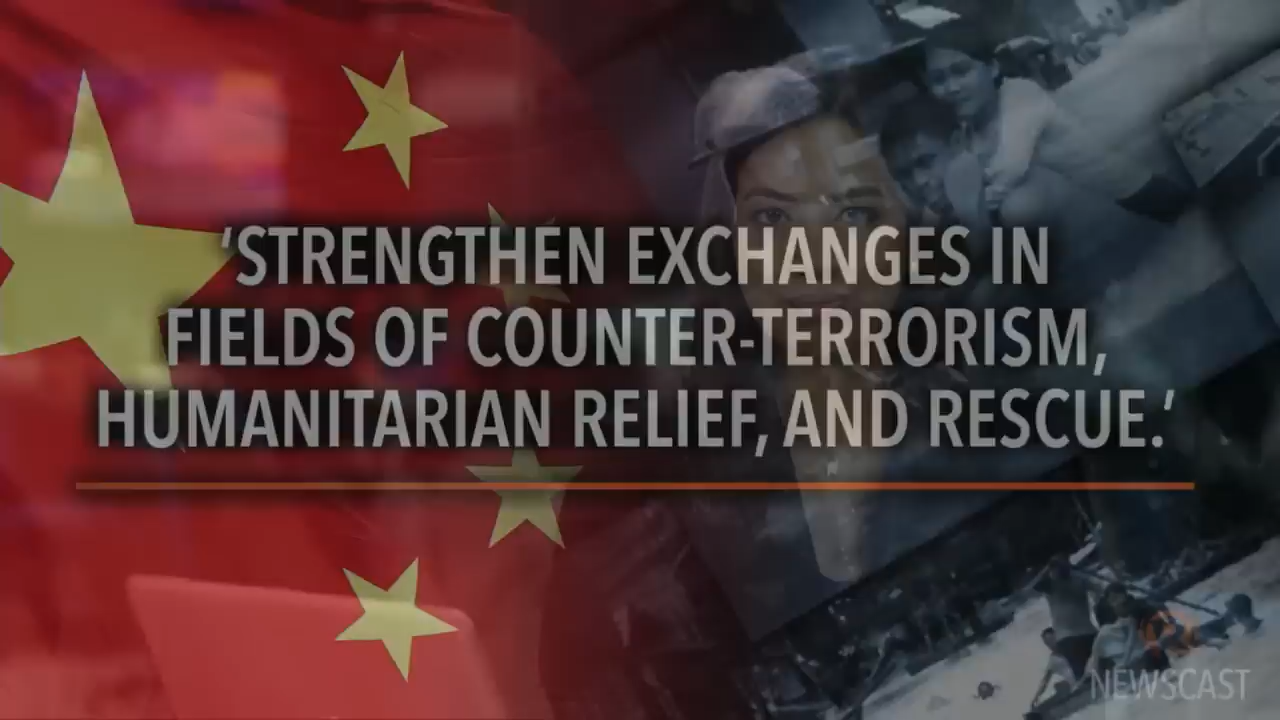 ‘STRENGTHEN EXCHANGES IN
FIELDS OF COUNTER-TERRORISM,
HUMANITARIAN RELIEF, AND RESCUE.’
NEWSCAST